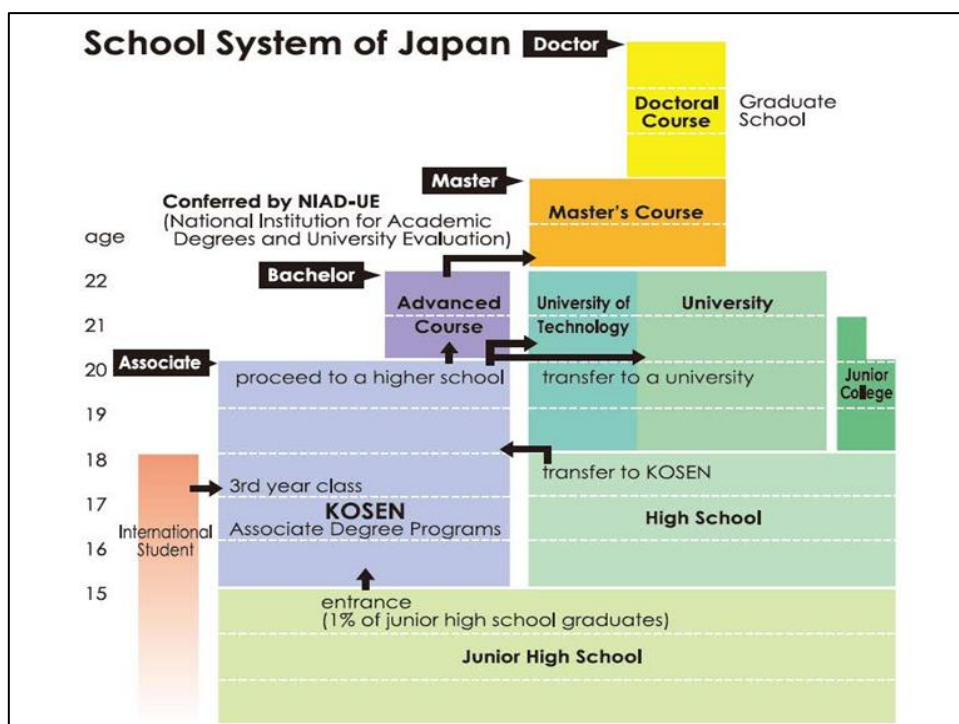 School System of Japan
Doctor
Doctoral
Course
Graduate
School
Master
Master's Course
Conferred by NIAD-UE
(National Institution for Academic
Degrees and University Evaluation)
age
22
21
20
19
18
17
16
15
Bachelor
Advanced
Course
University of
Technology
University
Associate
proceed to a higher school
transfer to a university
Junior
College
transfer to KOSEN
3rd year class
KOSEN
Associate Degree Programs
High School
International
Student
entrance
(1% of junior high school graduates)
Junior High School